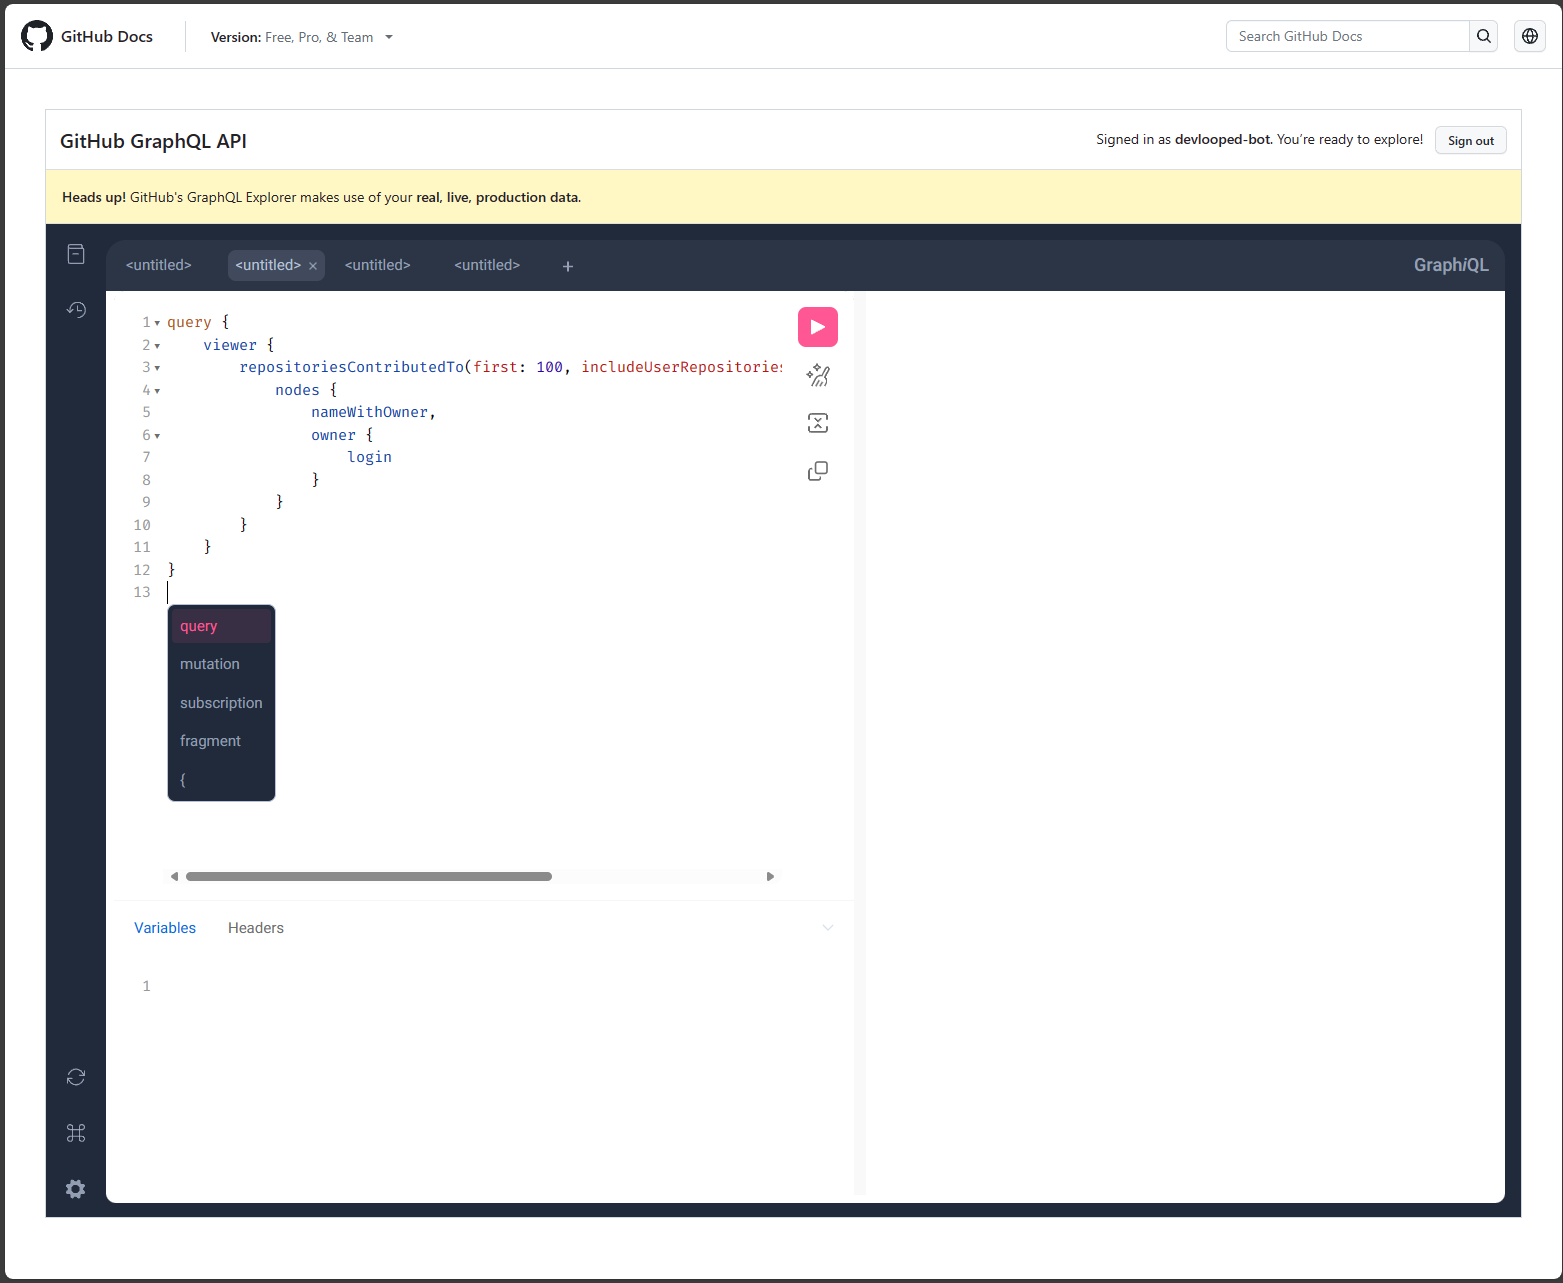 GitHub Docs
Version: Free, Pro, & Team
Search GitHub Docs
GitHub GraphQL API
Signed in as devlooped-bot. You're ready to explore!
Sign out
Heads up! GitHub's GraphQL Explorer makes use of your real, live, production data.
<untitled>
<untitled> ×
<untitled>
<untitled>
+
GraphiQL
1 query {
2 viewer {
3 repositoriesContributedTo(first: 100, includeUserRepositories
4 nodes {
5 nameWithOwner,
6 owner {
7 login
8 }
9 }
10 }
11 }
12 }
13
query
mutation
subscription
fragment
{
Variables
Headers
1